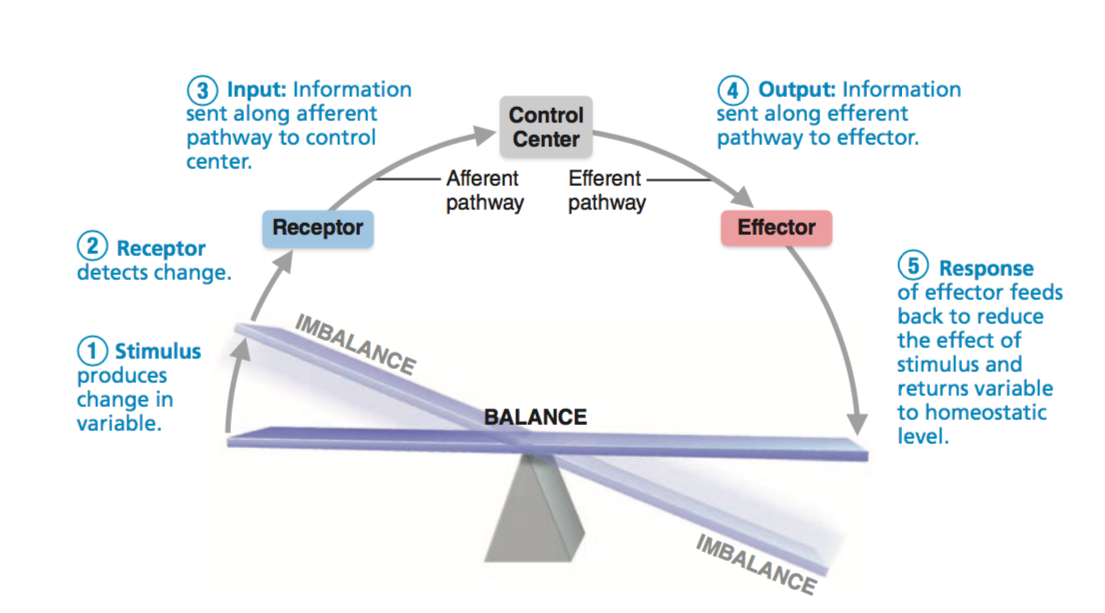 3 Input: Information
sent along afferent
pathway to control
center.
4 Output: Information
sent along efferent
pathway to effector.
Control
Center
Afferent
pathway
Efferent
pathway
Receptor
Effector
2 Receptor
detects change.
5 Response
of effector feeds
back to reduce
the effect of
stimulus and
returns variable
to homeostatic
level.
1 Stimulus
produces
change in
variable.
IMBALANCE
BALANCE
IMBALANCE